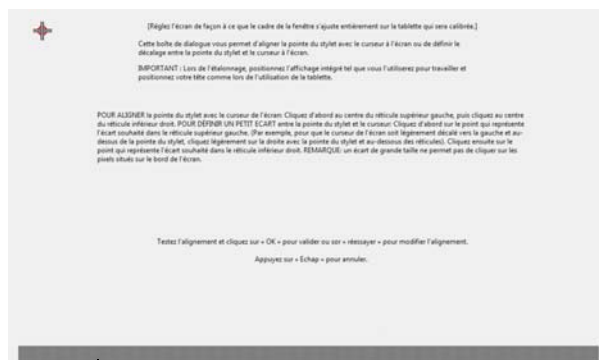 [Réglez l'écran de façon à ce que le cadre de la fenêtre s'ajuste entièrement sur la tablette qui sera calibrée.]
Cette boîte de dialogue vous permet d'aligner la pointe du stylet avec le curseur à l'écran ou de définir le
décalage entre la pointe du stylet et le curseur à l'écran.
IMPORTANT : Lors de l'étalonnage, positionnez l'affichage intégré tel que vous l'utiliserez pour travailler et
positionnez votre tête comme lors de l'utilisation de la tablette.
POUR ALIGNER la pointe du stylet avec le curseur de l'écran: Cliquez d'abord au centre du réticule supérieur gauche, puis cliquez au centre
du réticule inférieur droit. POUR DÉFINIR UN PETIT ECART entre la pointe du stylet et le curseur: Cliquez d'abord sur le point qui représente
l'écart souhaité dans le réticule supérieur gauche. (Par exemple, pour que le curseur de l'écran soit légèrement décalé vers la gauche et au-
dessus de la pointe du stylet, cliquez légèrement sur la droite avec la pointe du stylet et au-dessous des réticules). Cliquez ensuite sur le
point qui représente l'écart souhaité dans le réticule inférieur droit. REMARQUE: un écart de grande taille ne permet pas de cliquer sur les
pixels situés sur le bord de l'écran.
Testez l'alignement et cliquez sur « OK » pour valider ou sor « réessayer » pour modifier l'alignement.
Appuyez sur « Echap » pour annuler.